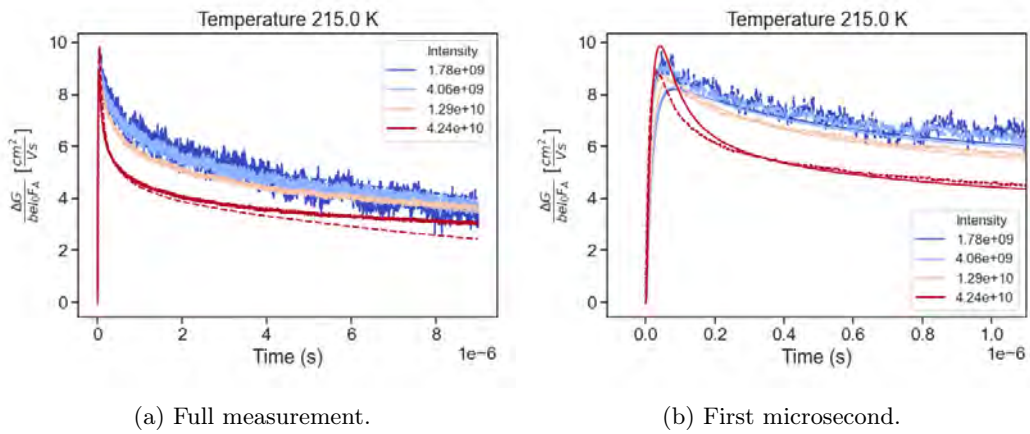 Temperature 215.0 K
ΔG / beI₀F_A [cm² / Vs]
10
8
6
4
2
0
Intensity
1.78e+09
4.06e+09
1.29e+10
4.24e+10
0
2
4
6
8
1e−6
Time (s)
(a) Full measurement.
Temperature 215.0 K
ΔG / beI₀F_A [cm² / Vs]
10
8
6
4
2
0
Intensity
1.78e+09
4.06e+09
1.29e+10
4.24e+10
0.0
0.2
0.4
0.6
0.8
1.0
1e−6
Time (s)
(b) First microsecond.